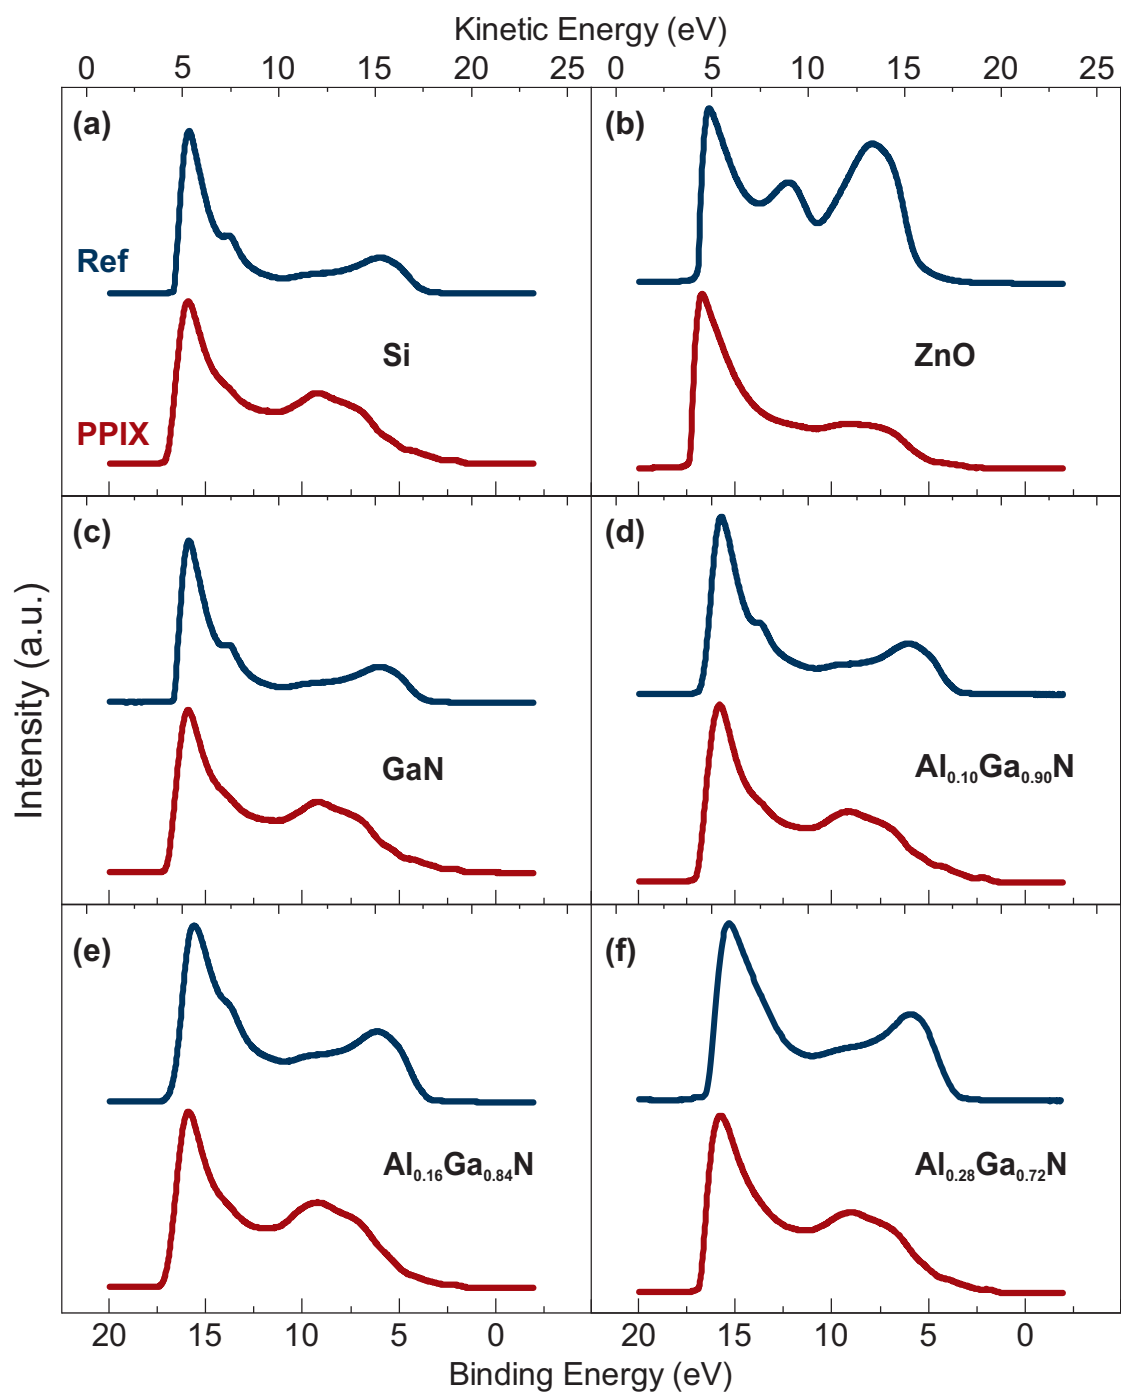 Kinetic Energy (eV)
0 5 10 15 20 25 0 5 10 15 20 25
(a) (b)
Ref
Si ZnO
PPIX
(c) (d)
Intensity (a.u.)
GaN Al0.10Ga0.90N
(e) (f)
Al0.16Ga0.84N Al0.28Ga0.72N
20 15 10 5 0 20 15 10 5 0
Binding Energy (eV)